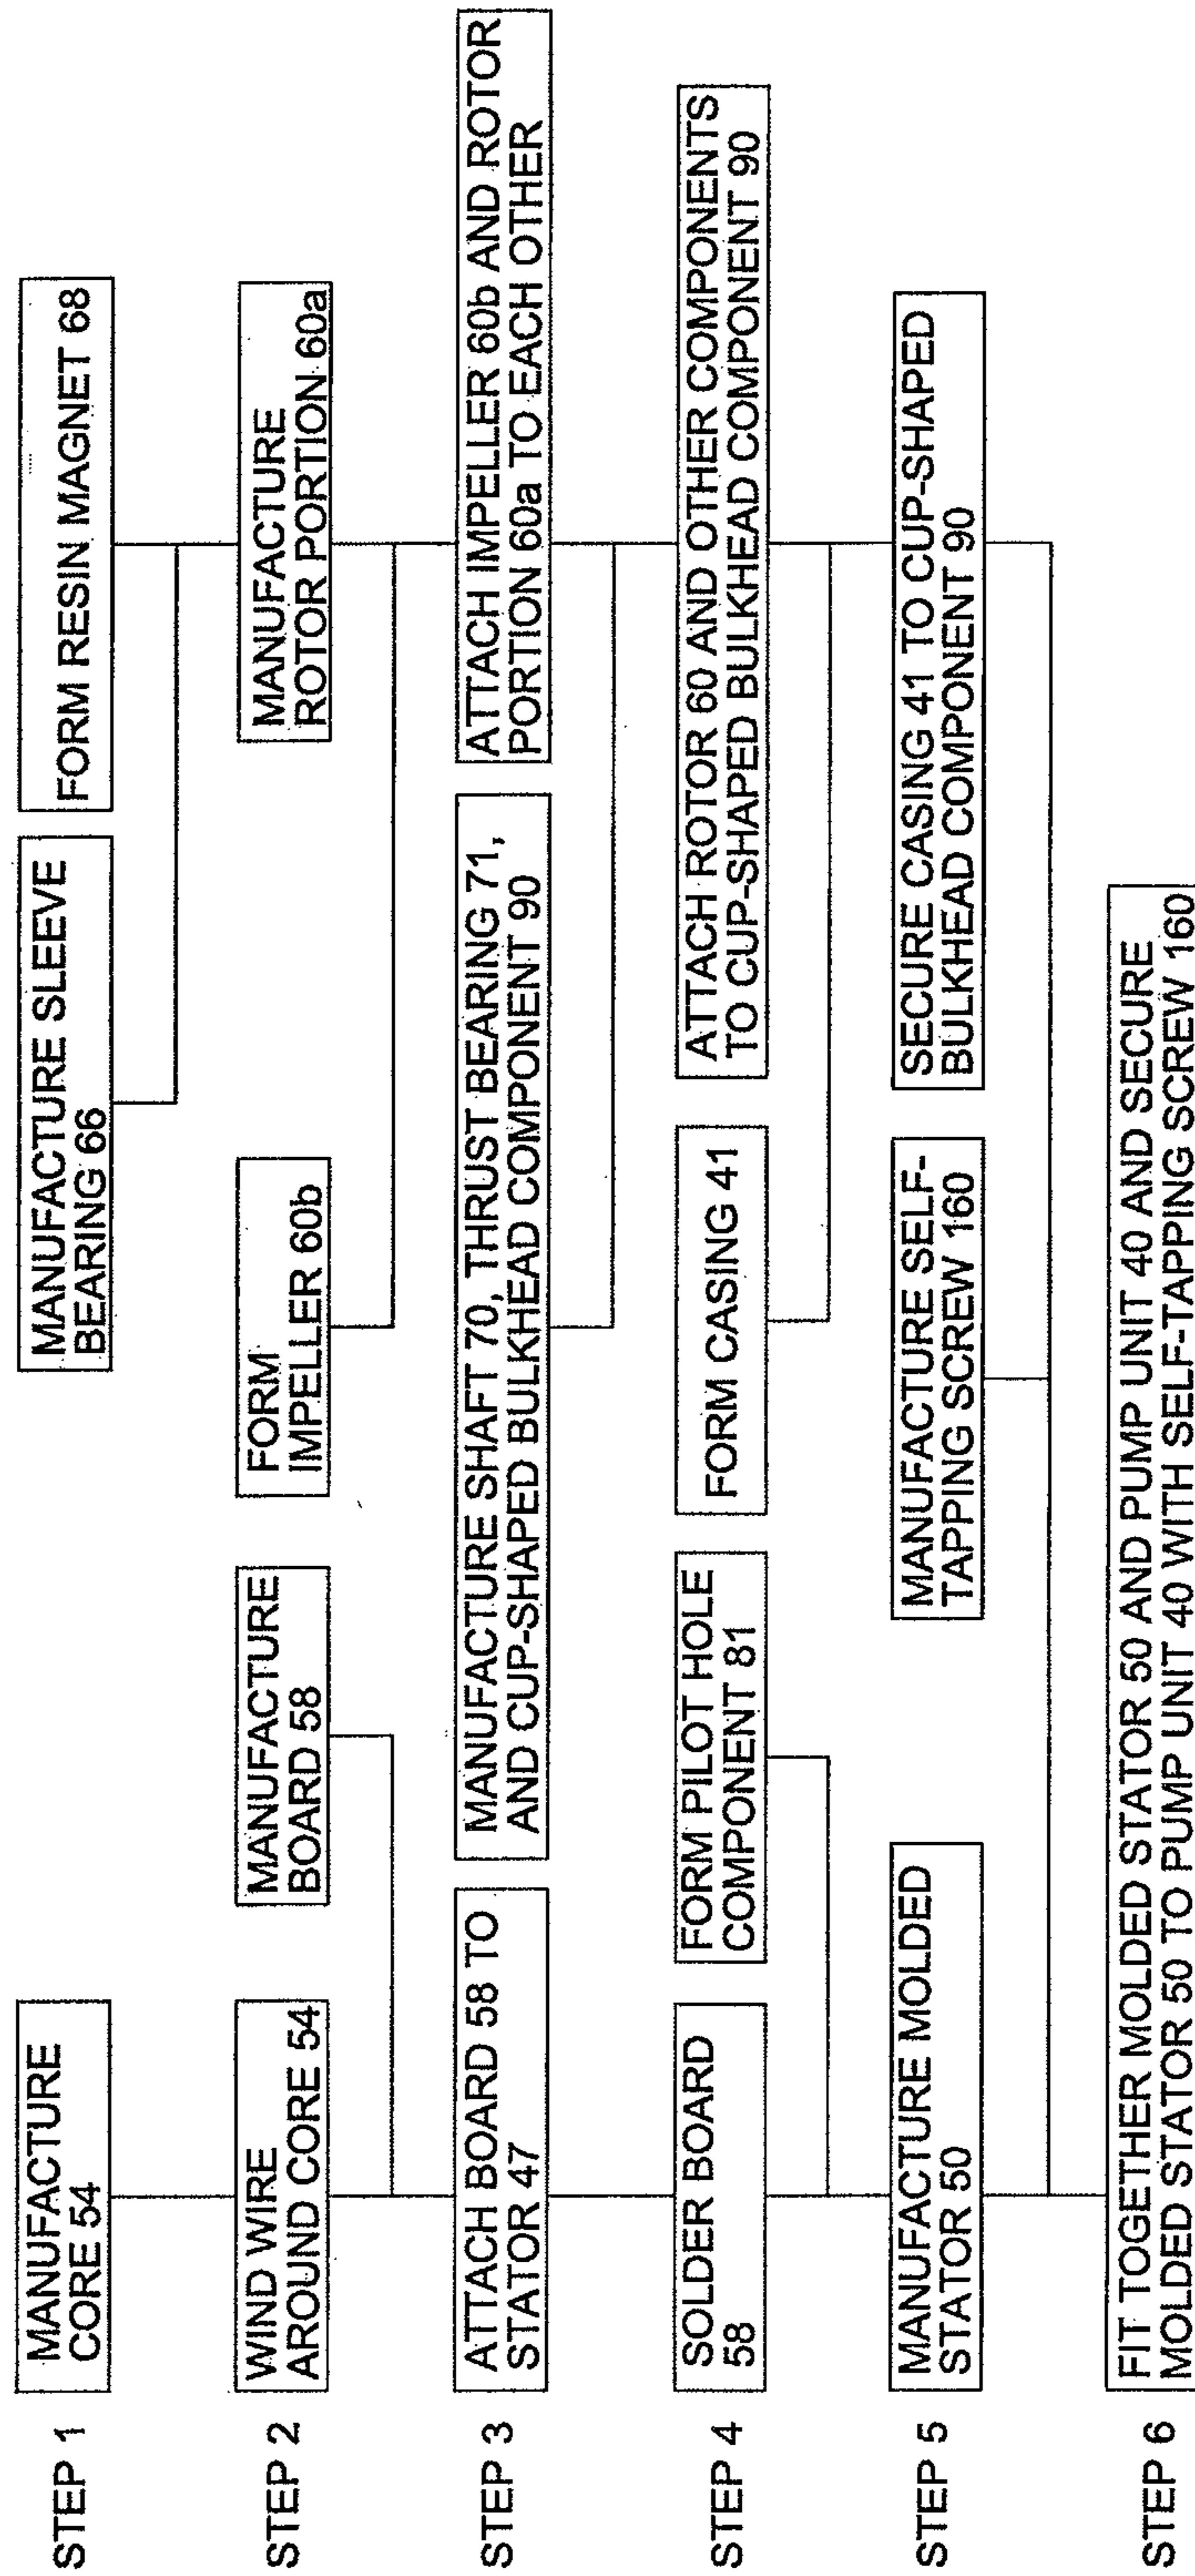 STEP 1
MANUFACTURE
CORE 54
MANUFACTURE SLEEVE
BEARING 66
FORM RESIN MAGNET 68
STEP 2
WIND WIRE
AROUND CORE 54
MANUFACTURE
BOARD 58
FORM
IMPELLER 60b
MANUFACTURE
ROTOR PORTION 60a
STEP 3
ATTACH BOARD 58 TO
STATOR 47
MANUFACTURE SHAFT 70, THRUST BEARING 71,
AND CUP-SHAPED BULKHEAD COMPONENT 90
ATTACH IMPELLER 60b AND ROTOR
PORTION 60a TO EACH OTHER
STEP 4
SOLDER BOARD
58
FORM PILOT HOLE
COMPONENT 81
FORM CASING 41
ATTACH ROTOR 60 AND OTHER COMPONENTS
TO CUP-SHAPED BULKHEAD COMPONENT 90
STEP 5
MANUFACTURE MOLDED
STATOR 50
MANUFACTURE SELF-
TAPPING SCREW 160
SECURE CASING 41 TO CUP-SHAPED
BULKHEAD COMPONENT 90
STEP 6
FIT TOGETHER MOLDED STATOR 50 AND PUMP UNIT 40 AND SECURE
MOLDED STATOR 50 TO PUMP UNIT 40 WITH SELF-TAPPING SCREW 160